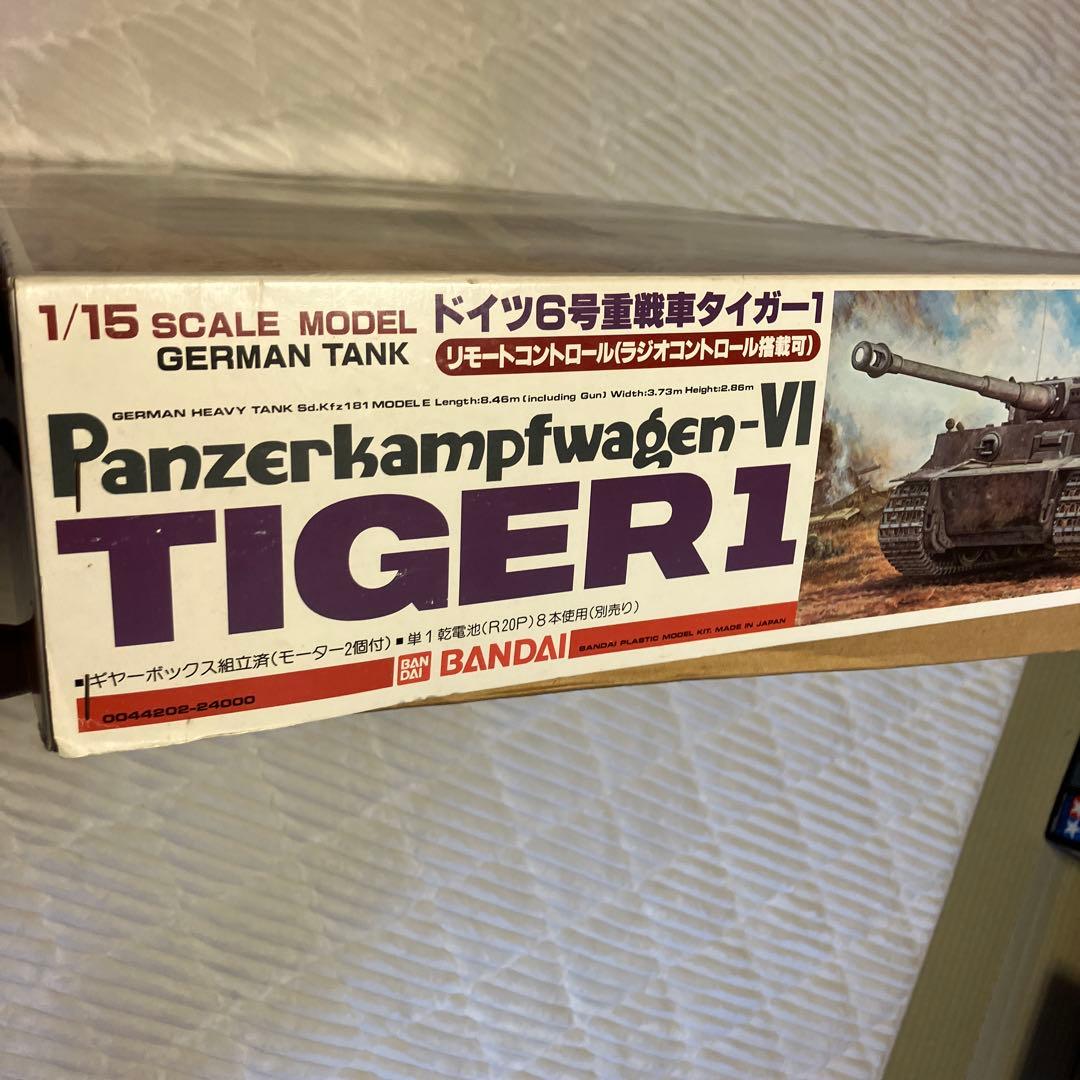 1/15 SCALE MODEL
GERMAN TANK
ドイツ6号重戦車タイガー1
リモートコントロール(ラジオコントロール搭載可)
GERMAN HEAVY TANK Sd.Kfz181 MODEL E Length:8.46m (including Gun) Width:3.73m Height:2.86m
Panzerkampfwagen-VI
TIGER1
■ギヤーボックス組立済(モーター2個付) ■単1乾電池(R20P)8本使用(別売り)
BAN
DAI
BANDAI
BANDAI PLASTIC MODEL KIT. MADE IN JAPAN
0044202-24000